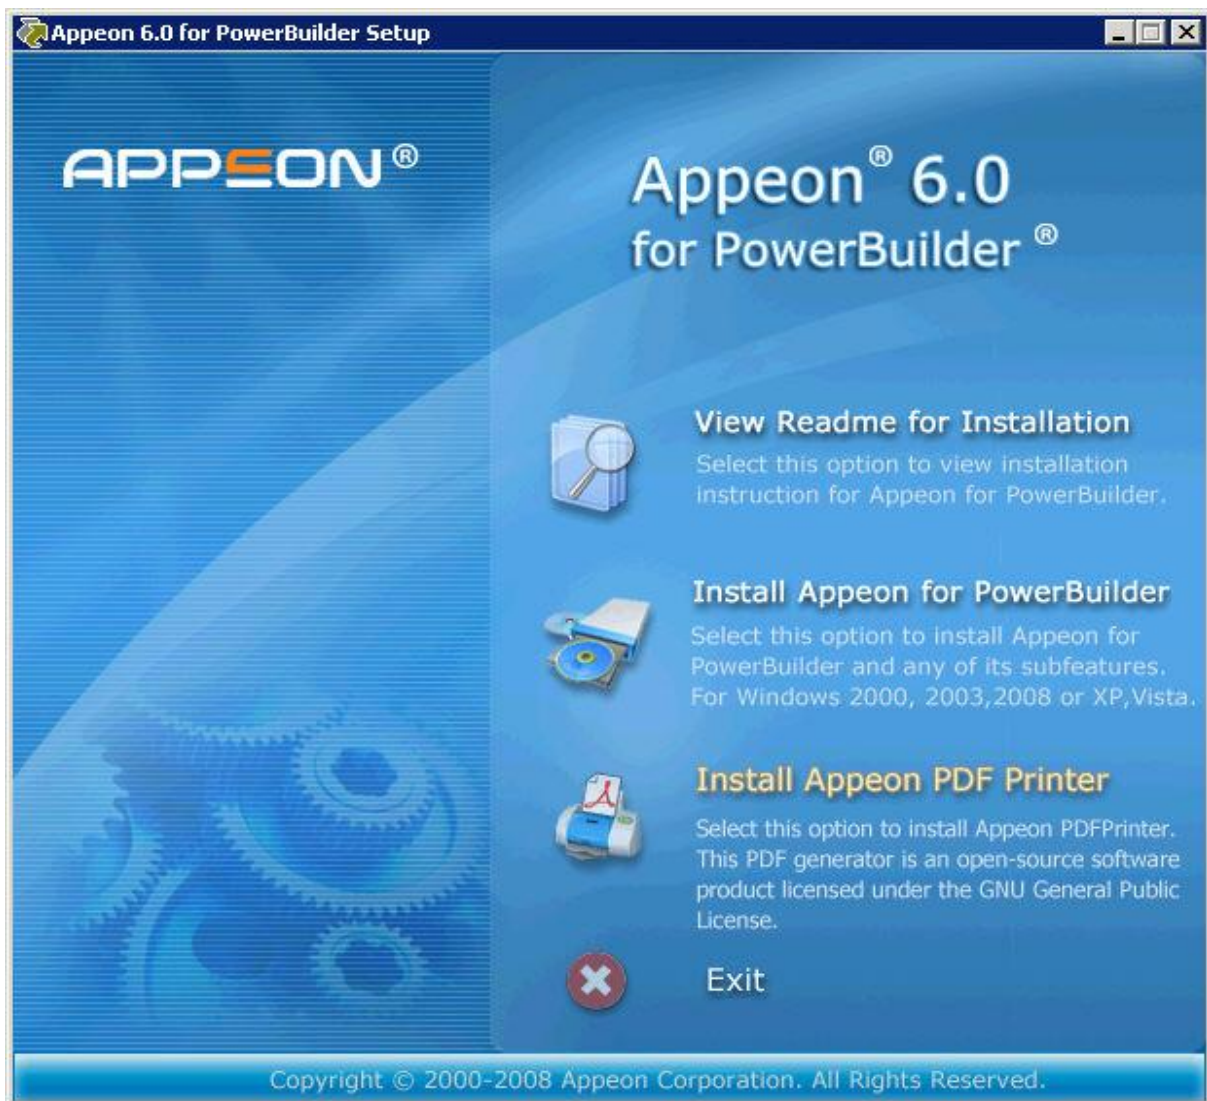 Appeon 6.0 for PowerBuilder Setup
APPEON®
Appeon® 6.0
for PowerBuilder ®
View Readme for Installation
Select this option to view installation
instruction for Appeon for PowerBuilder.
Install Appeon for PowerBuilder
Select this option to install Appeon for
PowerBuilder and any of its subfeatures.
For Windows 2000, 2003,2008 or XP,Vista.
Install Appeon PDF Printer
Select this option to install Appeon PDFPrinter.
This PDF generator is an open-source software
product licensed under the GNU General Public
License.
Exit
Copyright © 2000-2008 Appeon Corporation. All Rights Reserved.